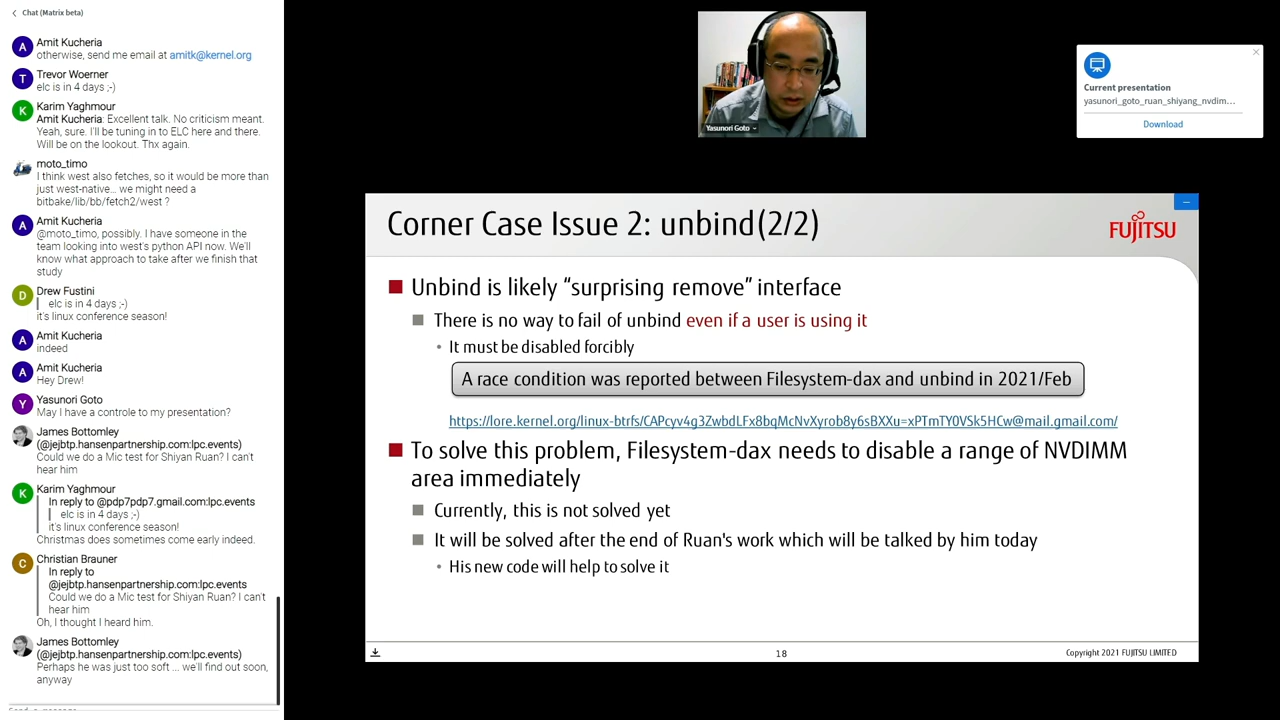 Chat (Matrix beta)
A
Amit Kucheria
otherwise, send me email at amitk@kernel.org
T
Trevor Woerner
elc is in 4 days ;-)
K
Karim Yaghmour
Amit Kucheria: Excellent talk. No criticism meant.
Yeah, sure. I'll be tuning in to ELC here and there.
Will be on the lookout. Thx again.
moto_timo
I think west also fetches, so it would be more than
just west-native... we might need a
bitbake/lib/bb/fetch2/west ?
A
Amit Kucheria
@moto_timo, possibly. I have someone in the
team looking into west's python API now. We'll
know what approach to take after we finish that
study
D
Drew Fustini
elc is in 4 days ;-)
it's linux conference season!
A
Amit Kucheria
indeed
A
Amit Kucheria
Hey Drew!
Y
Yasunori Goto
May I have a controle to my presentation?
James Bottomley
(@jejbtp.hansenpartnership.com:lpc.events)
Could we do a Mic test for Shiyan Ruan? I can't
hear him
K
Karim Yaghmour
In reply to @pdp7pdp7.gmail.com:lpc.events
elc is in 4 days ;-)
it's linux conference season!
Christmas does sometimes come early indeed.
C
Christian Brauner
In reply to
@jejbtp.hansenpartnership.com:lpc.events
Could we do a Mic test for Shiyan Ruan? I can't
hear him
Oh, I thought I heard him.
James Bottomley
(@jejbtp.hansenpartnership.com:lpc.events)
Perhaps he was just too soft ... we'll find out soon,
anyway
Yasunori Goto
Current presentation
yasunori_goto_ruan_shiyang_nvdim...
Download
Corner Case Issue 2: unbind(2/2)
FUJITSU
Unbind is likely “surprising remove” interface
There is no way to fail of unbind even if a user is using it
It must be disabled forcibly
A race condition was reported between Filesystem-dax and unbind in 2021/Feb
https://lore.kernel.org/linux-btrfs/CAPcyv4g3ZwbdLFx8bqMcNvXyrob8y6sBXXu=xPTmTY0VSk5HCw@mail.gmail.com/
To solve this problem, Filesystem-dax needs to disable a range of NVDIMM
area immediately
Currently, this is not solved yet
It will be solved after the end of Ruan's work which will be talked by him today
His new code will help to solve it
18
Copyright 2021 FUJITSU LIMITED